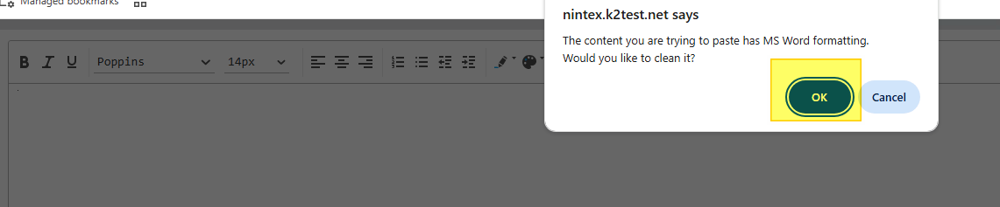 Managed bookmarks
nintex.k2test.net says
The content you are trying to paste has MS Word formatting.
Would you like to clean it?
OK
Cancel
B I U Poppins 14px